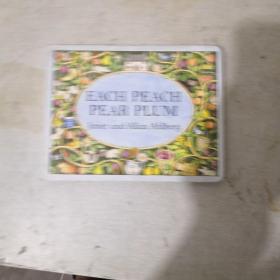 EACH PEACH
PEAR PLUM
Janet and Allan Ahlberg